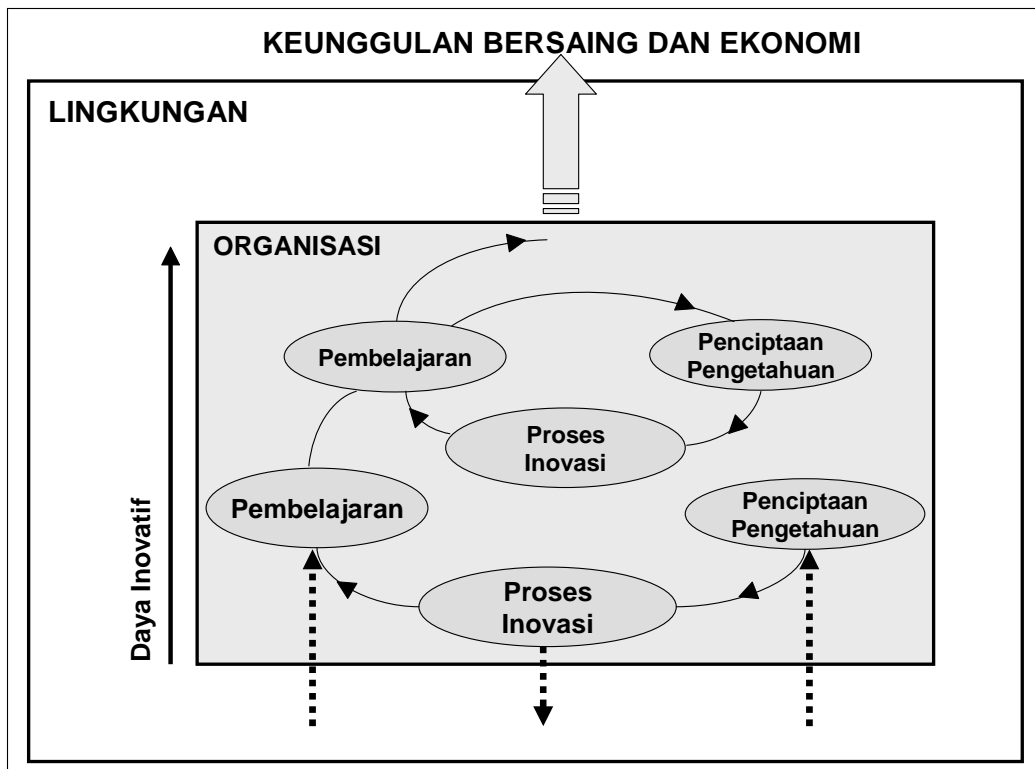 KEUNGGULAN BERSAING DAN EKONOMI
LINGKUNGAN
ORGANISASI
Pembelajaran
Penciptaan
Pengetahuan
Proses
Inovasi
Pembelajaran
Penciptaan
Pengetahuan
Proses
Inovasi
Daya Inovatif